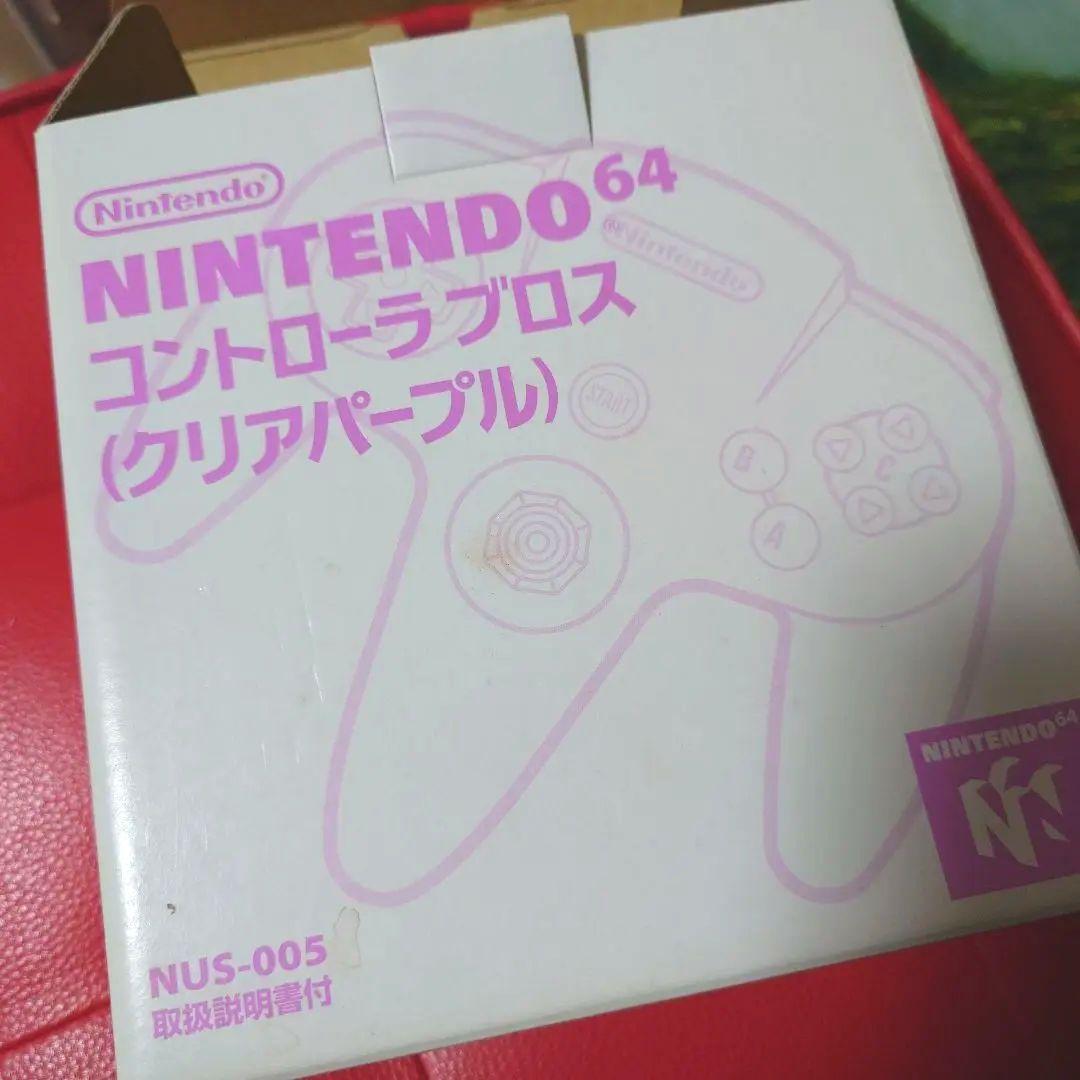 Nintendo
NINTENDO64
コントローラ ブロス
(クリアパープル)
Nintendo
START
B
A
C
NINTENDO64
NUS-005
取扱説明書付